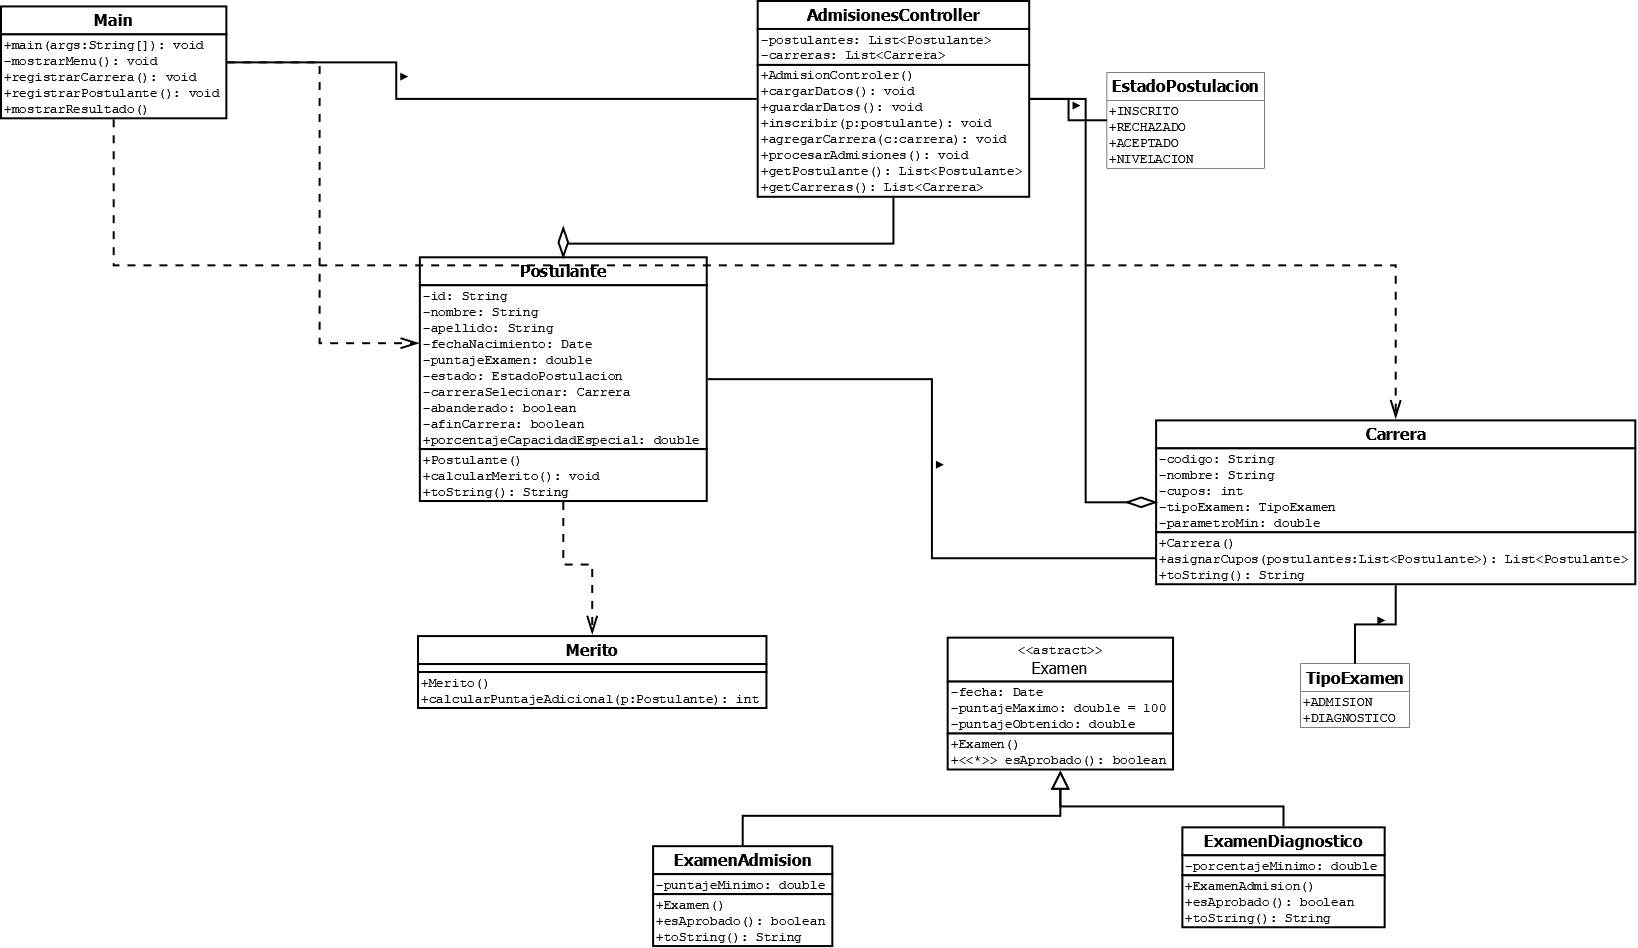 Main
+main(args:String[]): void
-mostrarMenu(): void
+registrarCarrera(): void
+registrarPostulante(): void
+mostrarResultado()
AdmisionesController
-postulantes: List<Postulante>
-carreras: List<Carrera>
+AdmisionControler()
+cargarDatos(): void
+guardarDatos(): void
+inscribir(p:postulante): void
+agregarCarrera(c:carrera): void
+procesarAdmisiones(): void
+getPostulante(): List<Postulante>
+getCarreras(): List<Carrera>
EstadoPostulacion
+INSCRITO
+RECHAZADO
+ACEPTADO
+NIVELACION
Postulante
-id: String
-nombre: String
-apellido: String
-fechaNacimiento: Date
-puntajeExamen: double
-estado: EstadoPostulacion
-carreraSelecionar: Carrera
-abanderado: boolean
-afinCarrera: boolean
+porcentajeCapacidadEspecial: double
+Postulante()
+calcularMerito(): void
+toString(): String
Carrera
-codigo: String
-nombre: String
-cupos: int
-tipoExamen: TipoExamen
-parametroMin: double
+Carrera()
+asignarCupos(postulantes:List<Postulante>): List<Postulante>
+toString(): String
Merito
+Merito()
+calcularPuntajeAdicional(p:Postulante): int
<<astract>>
Examen
-fecha: Date
-puntajeMaximo: double = 100
-puntajeObtenido: double
+Examen()
+<<*>> esAprobado(): boolean
TipoExamen
+ADMISION
+DIAGNOSTICO
ExamenAdmision
-puntajeMinimo: double
+Examen()
+esAprobado(): boolean
+toString(): String
ExamenDiagnostico
-porcentajeMinimo: double
+ExamenAdmision()
+esAprobado(): boolean
+toString(): String